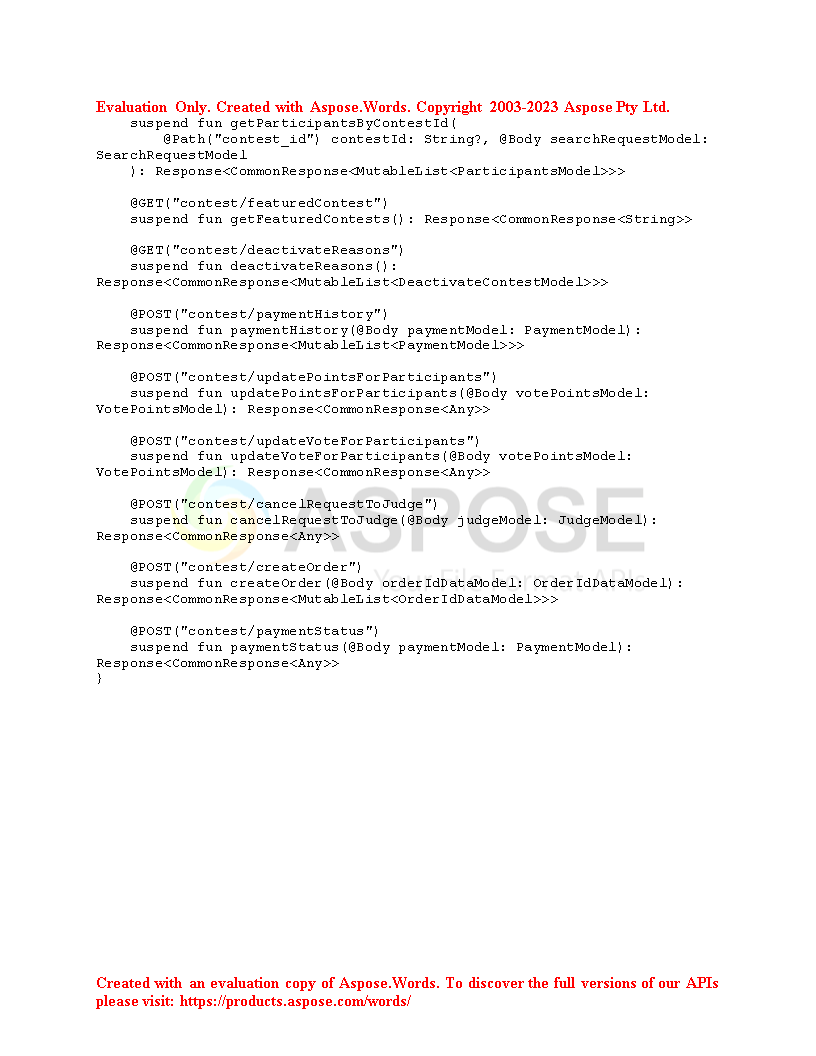 Evaluation Only. Created with Aspose.Words. Copyright 2003-2023 Aspose Pty Ltd.
    suspend fun getParticipantsByContestId(
        @Path("contest_id") contestId: String?, @Body searchRequestModel:
SearchRequestModel
    ): Response<CommonResponse<MutableList<ParticipantsModel>>>

    @GET("contest/featuredContest")
    suspend fun getFeaturedContests(): Response<CommonResponse<String>>

    @GET("contest/deactivateReasons")
    suspend fun deactivateReasons():
Response<CommonResponse<MutableList<DeactivateContestModel>>>

    @POST("contest/paymentHistory")
    suspend fun paymentHistory(@Body paymentModel: PaymentModel):
Response<CommonResponse<MutableList<PaymentModel>>>

    @POST("contest/updatePointsForParticipants")
    suspend fun updatePointsForParticipants(@Body votePointsModel:
VotePointsModel): Response<CommonResponse<Any>>

    @POST("contest/updateVoteForParticipants")
    suspend fun updateVoteForParticipants(@Body votePointsModel:
VotePointsModel): Response<CommonResponse<Any>>

    @POST("contest/cancelRequestToJudge")
    suspend fun cancelRequestToJudge(@Body judgeModel: JudgeModel):
Response<CommonResponse<Any>>
ASPOSE

    @POST("contest/createOrder")
    suspend fun createOrder(@Body orderIdDataModel: OrderIdDataModel):
Your File Format APIs
Response<CommonResponse<MutableList<OrderIdDataModel>>>

    @POST("contest/paymentStatus")
    suspend fun paymentStatus(@Body paymentModel: PaymentModel):
Response<CommonResponse<Any>>
}
Created with an evaluation copy of Aspose.Words. To discover the full versions of our APIs
please visit: https://products.aspose.com/words/